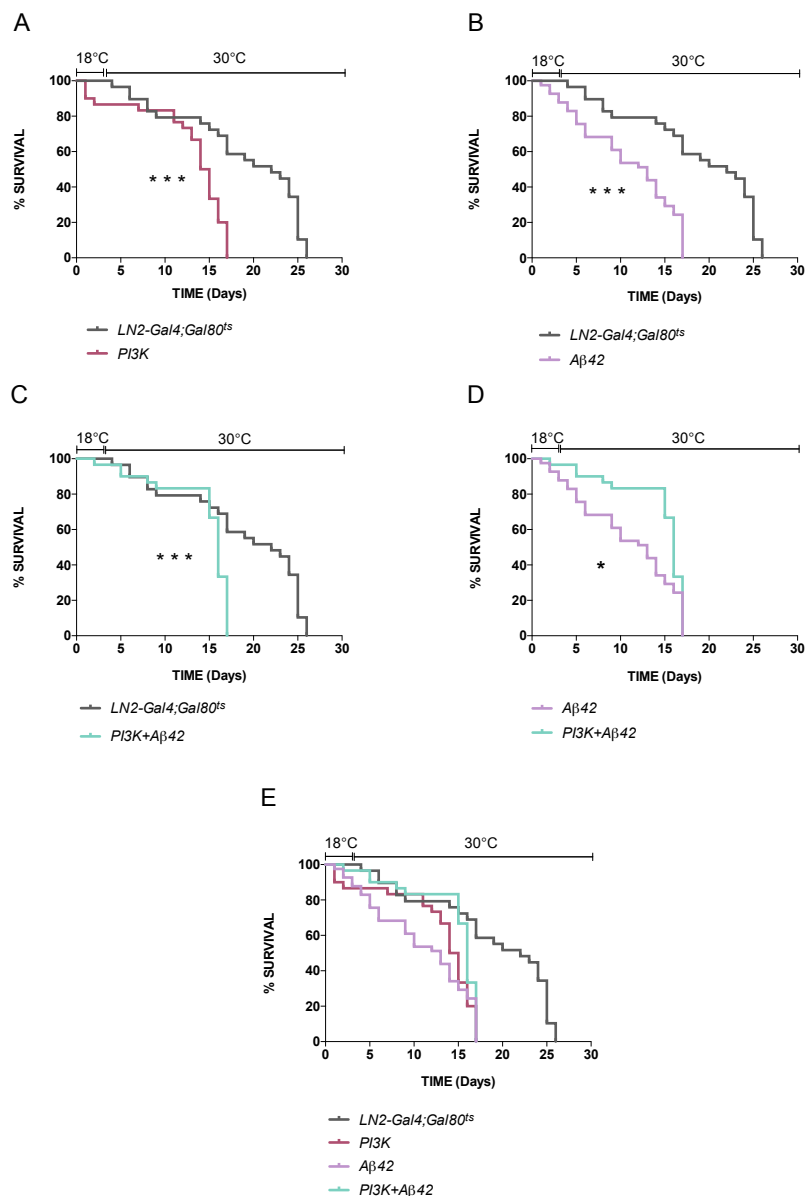 A
18°C 30°C
100
80
60
40
20
0
% SURVIVAL
* * *
0 5 10 15 20 25 30
TIME (Days)
LN2-Gal4;Gal80ts
PI3K
B
18°C 30°C
100
80
60
40
20
0
% SURVIVAL
* * *
0 5 10 15 20 25 30
TIME (Days)
LN2-Gal4;Gal80ts
Aβ42
C
18°C 30°C
100
80
60
40
20
0
% SURVIVAL
* * *
0 5 10 15 20 25 30
TIME (Days)
LN2-Gal4;Gal80ts
PI3K+Aβ42
D
18°C 30°C
100
80
60
40
20
0
% SURVIVAL
*
0 5 10 15 20 25 30
TIME (Days)
Aβ42
PI3K+Aβ42
E
18°C 30°C
100
80
60
40
20
0
% SURVIVAL
0 5 10 15 20 25 30
TIME (Days)
LN2-Gal4;Gal80ts
PI3K
Aβ42
PI3K+Aβ42